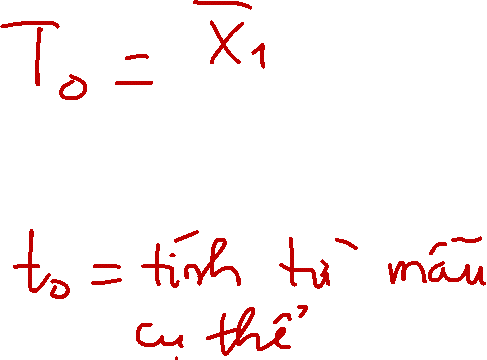 T₀ = X̅₁
t₀ = tính từ mẫu
cụ thể